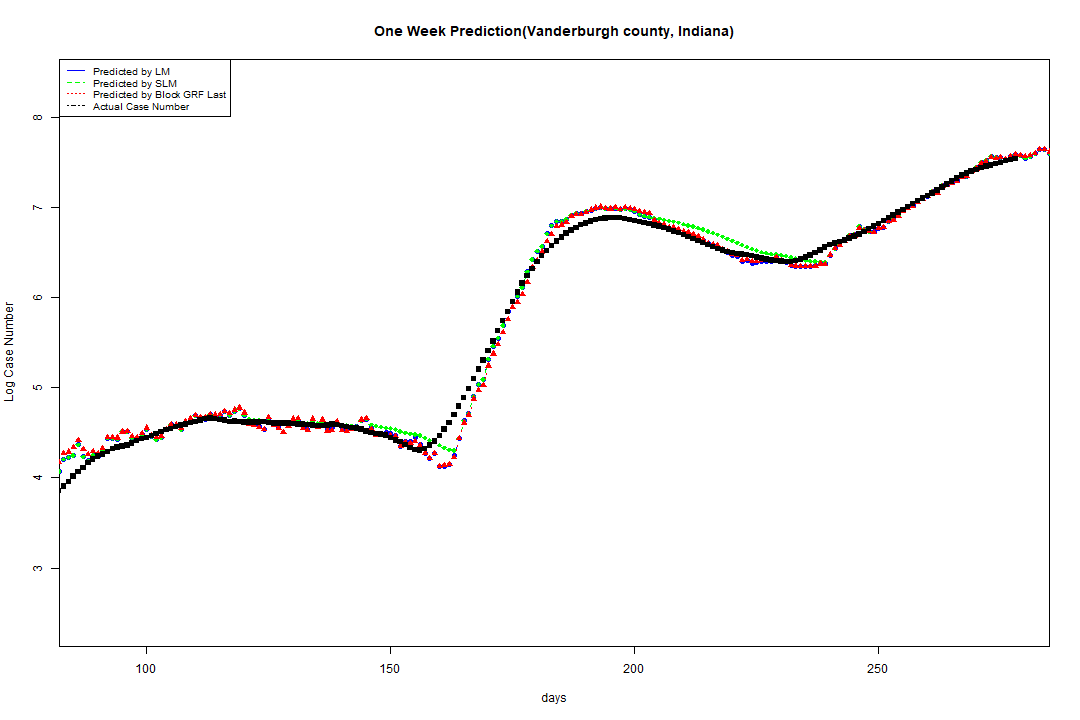 One Week Prediction(Vanderburgh county, Indiana)
Predicted by LM
Predicted by SLM
Predicted by Block GRF Last
Actual Case Number
8
7
6
5
4
3
Log Case Number
100 150 200 250
days